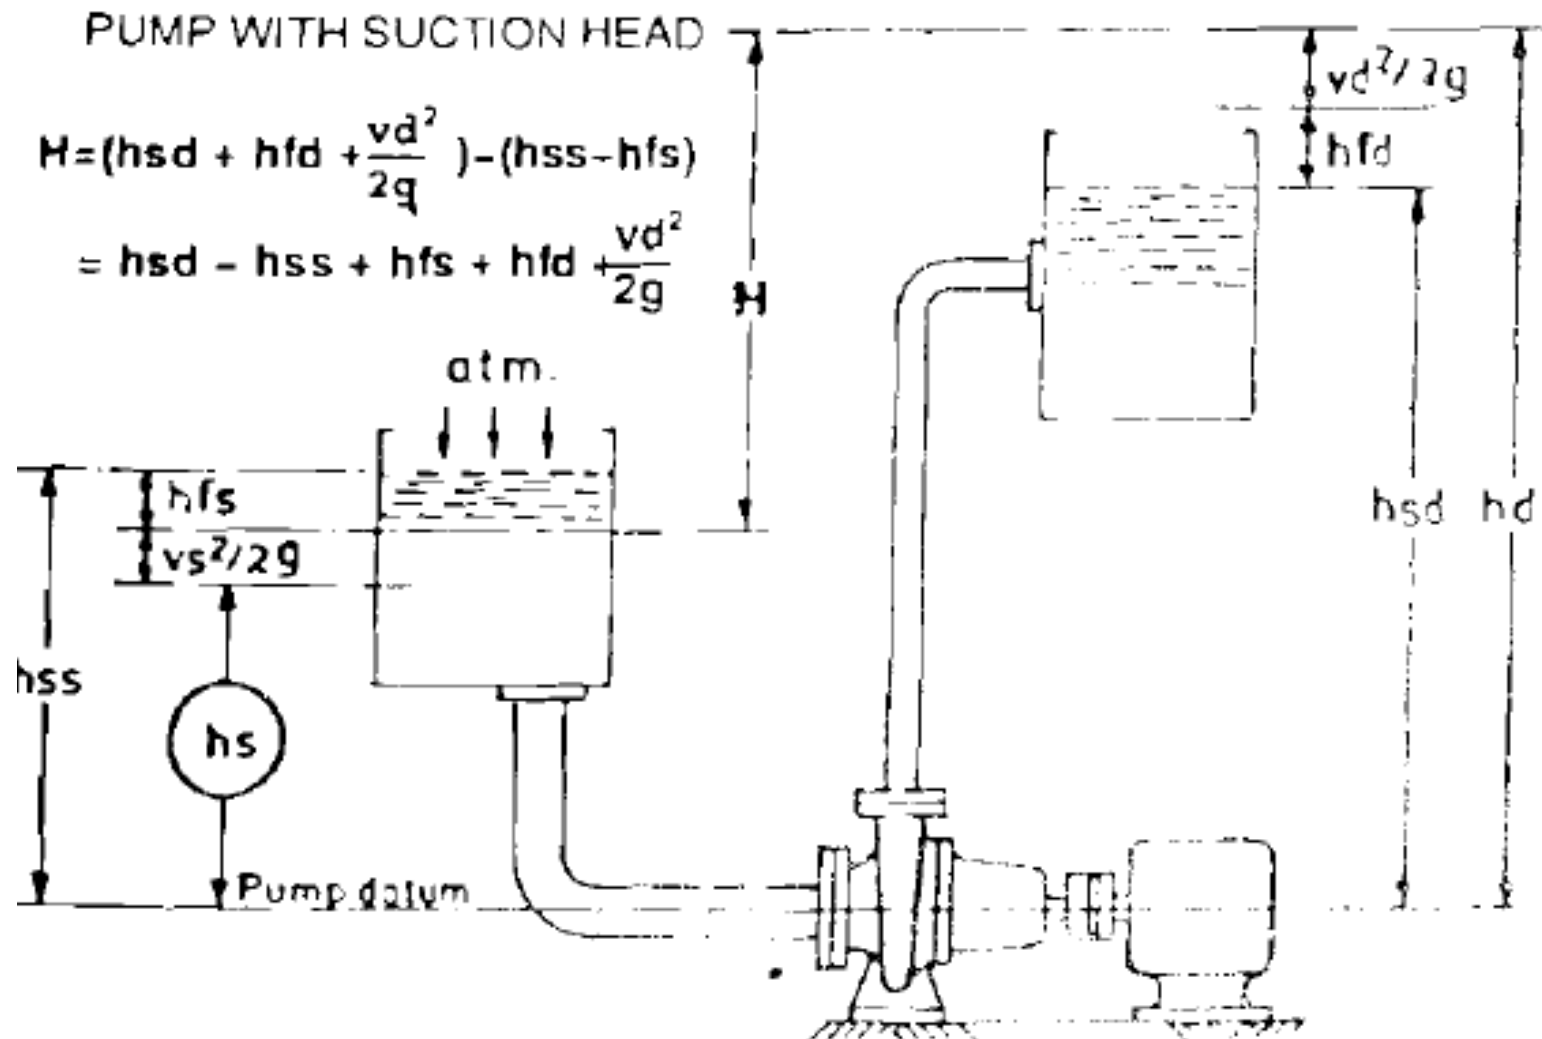 PUMP WITH SUCTION HEAD
H=(hsd + hfd + vd²/2g) - (hss-hfs)
= hsd - hss + hfs + hfd + vd²/2g
atm.
H
vd²/2g
hfd
hfs
vs²/2g
hss
hs
hsd
hd
Pump datum